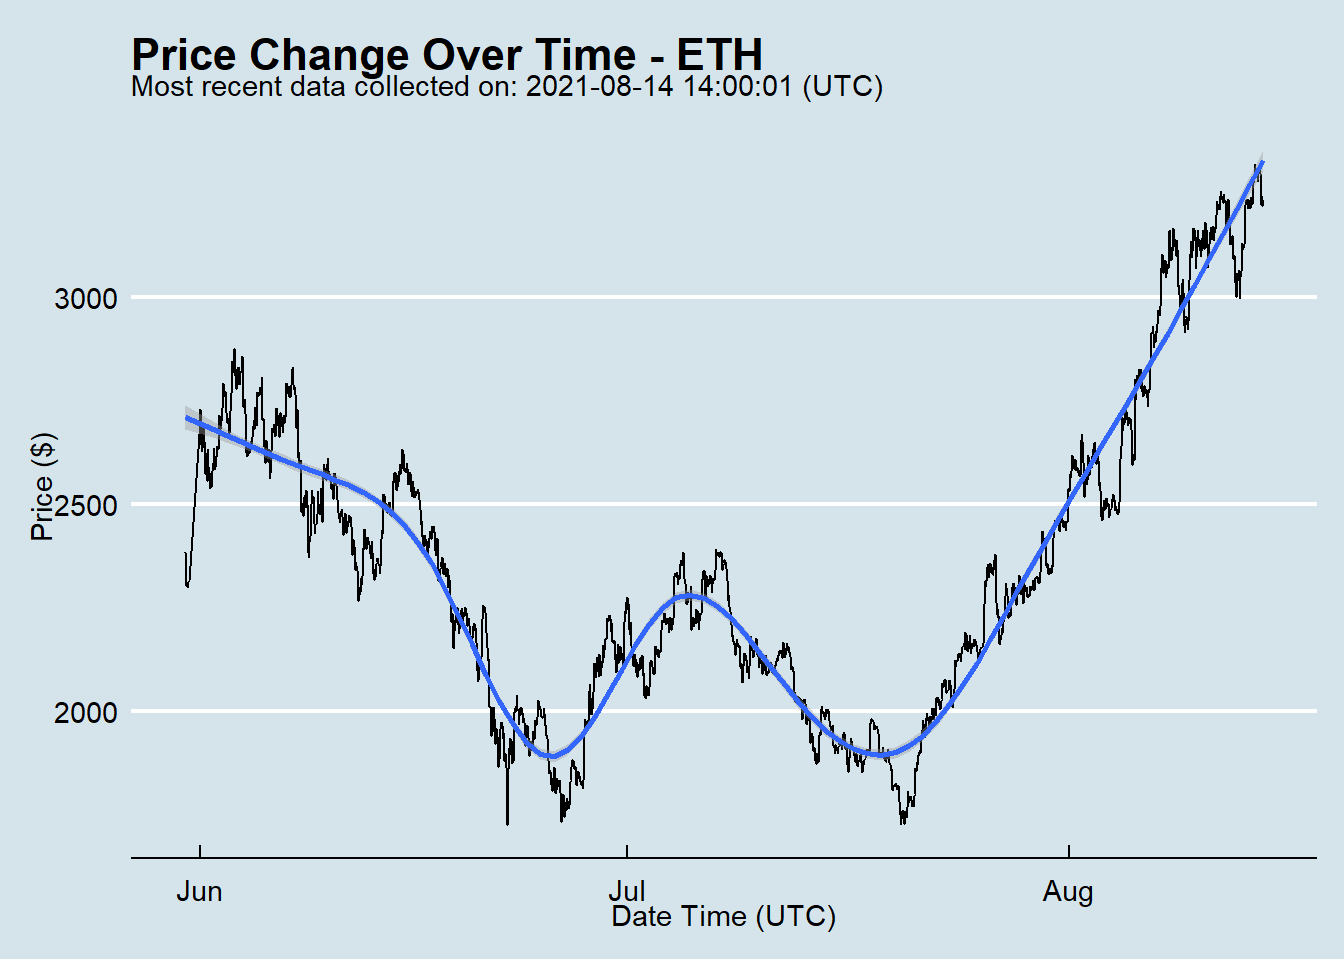 Price Change Over Time - ETH
Most recent data collected on: 2021-08-14 14:00:01 (UTC)
3000
2500
2000
Price ($)
Jun
Jul
Aug
Date Time (UTC)